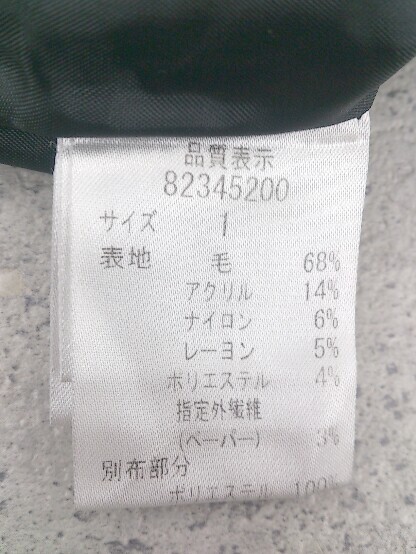 品質表示
82345200
サイズ 1
表地 毛 68%
アクリル 14%
ナイロン 6%
レーヨン 5%
ポリエステル 4%
指定外繊維
(ペーパー) 3%
別布部分
ポリエステル 100%